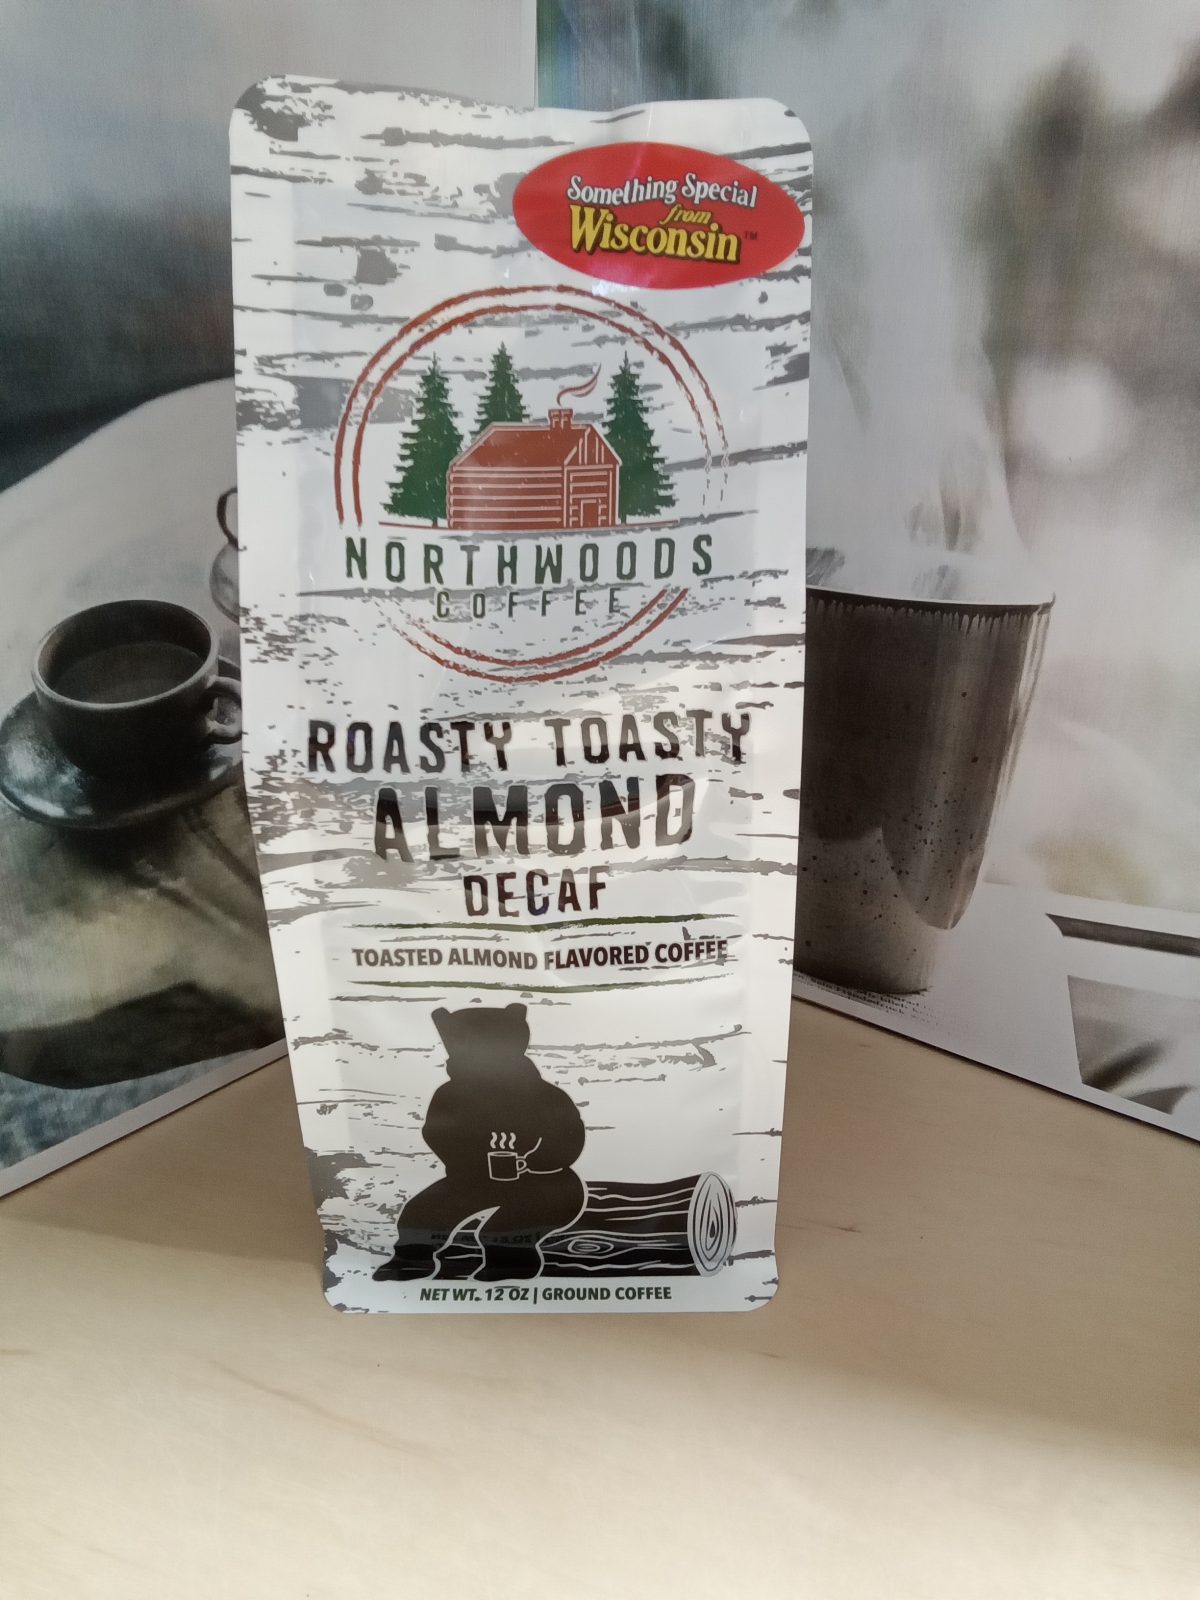 Something Special
from
Wisconsin™
NORTHWOODS
COFFEE
ROASTY TOASTY
ALMOND
DECAF
TOASTED ALMOND FLAVORED COFFEE
NET WT. 12 OZ | GROUND COFFEE